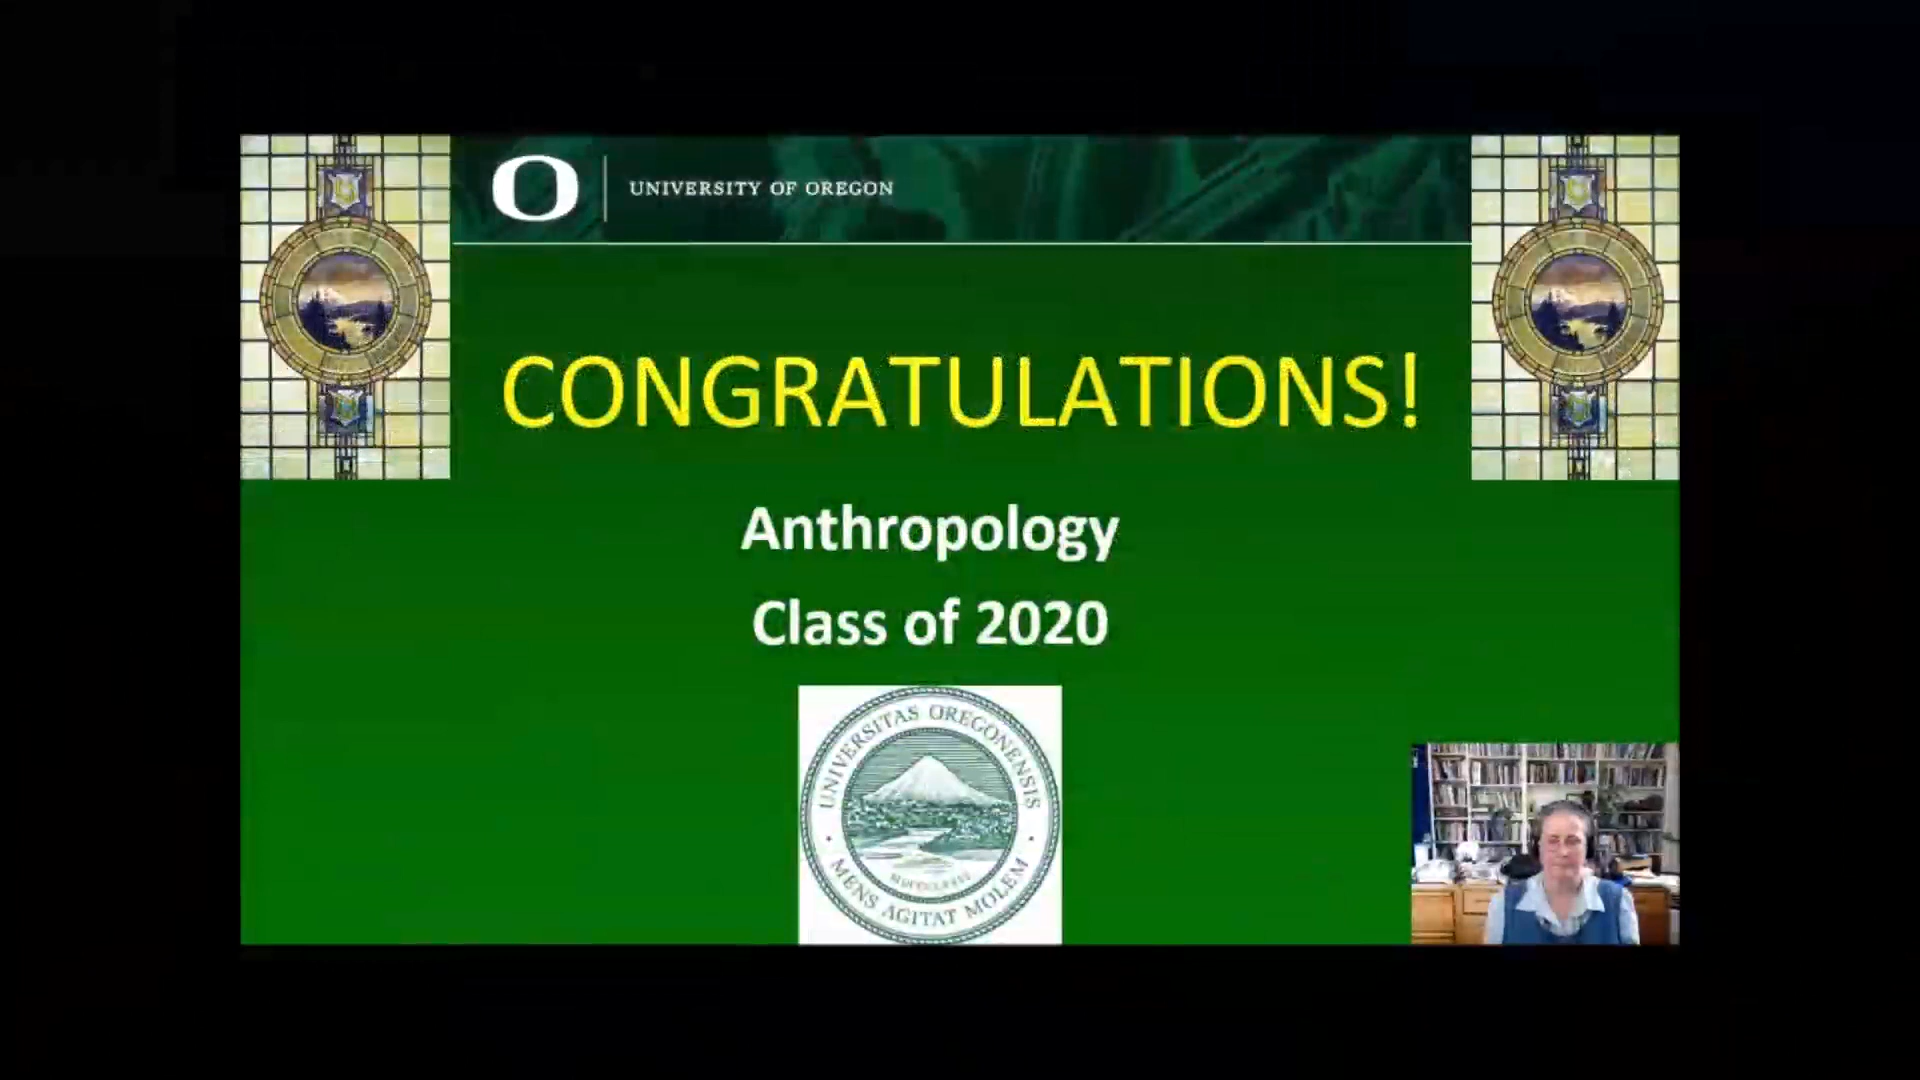 O
UNIVERSITY OF OREGON
CONGRATULATIONS!
Anthropology
Class of 2020
UNIVERSITAS OREGONENSIS
MENS AGITAT MOLEM